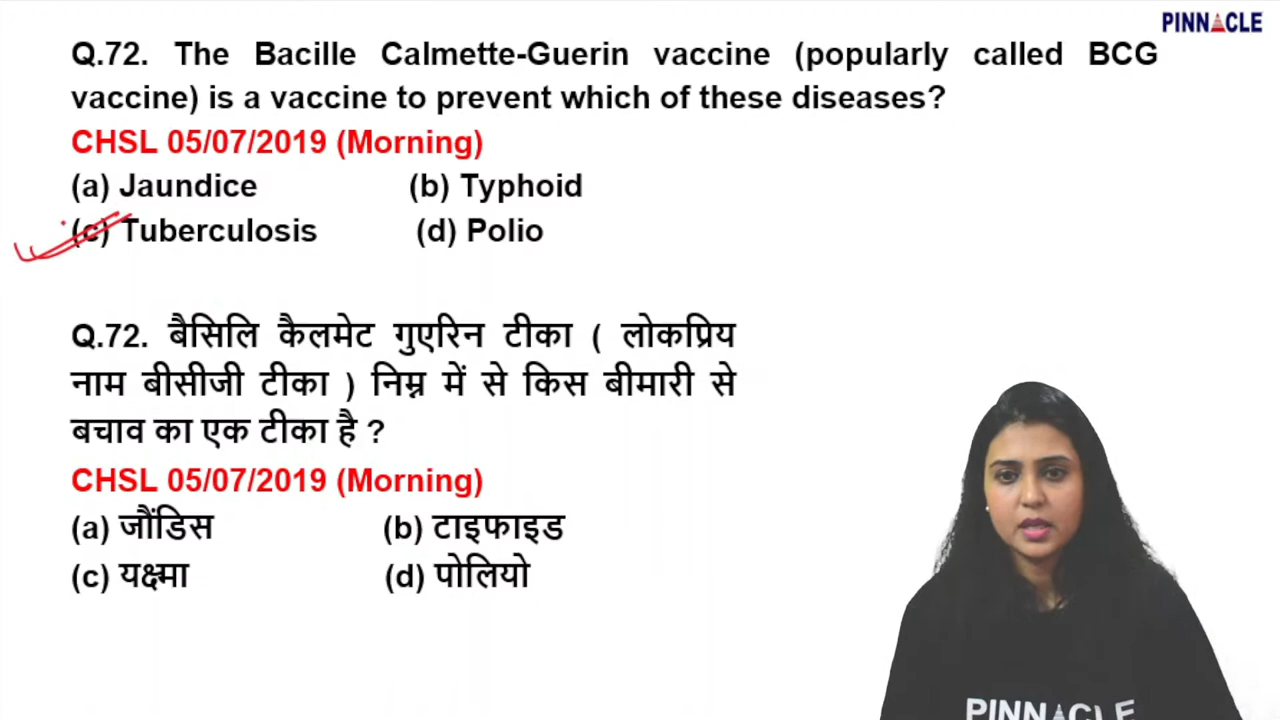 PINNACLE
Q.72. The Bacille Calmette-Guerin vaccine (popularly called BCG
vaccine) is a vaccine to prevent which of these diseases?
CHSL 05/07/2019 (Morning)
(a) Jaundice (b) Typhoid
(c) Tuberculosis (d) Polio
Q.72. बैसिलि कैलमेट गुएरिन टीका ( लोकप्रिय
नाम बीसीजी टीका ) निम्न में से किस बीमारी से
बचाव का एक टीका है ?
CHSL 05/07/2019 (Morning)
(a) जौंडिस (b) टाइफाइड
(c) यक्ष्मा (d) पोलियो
PINNACLE